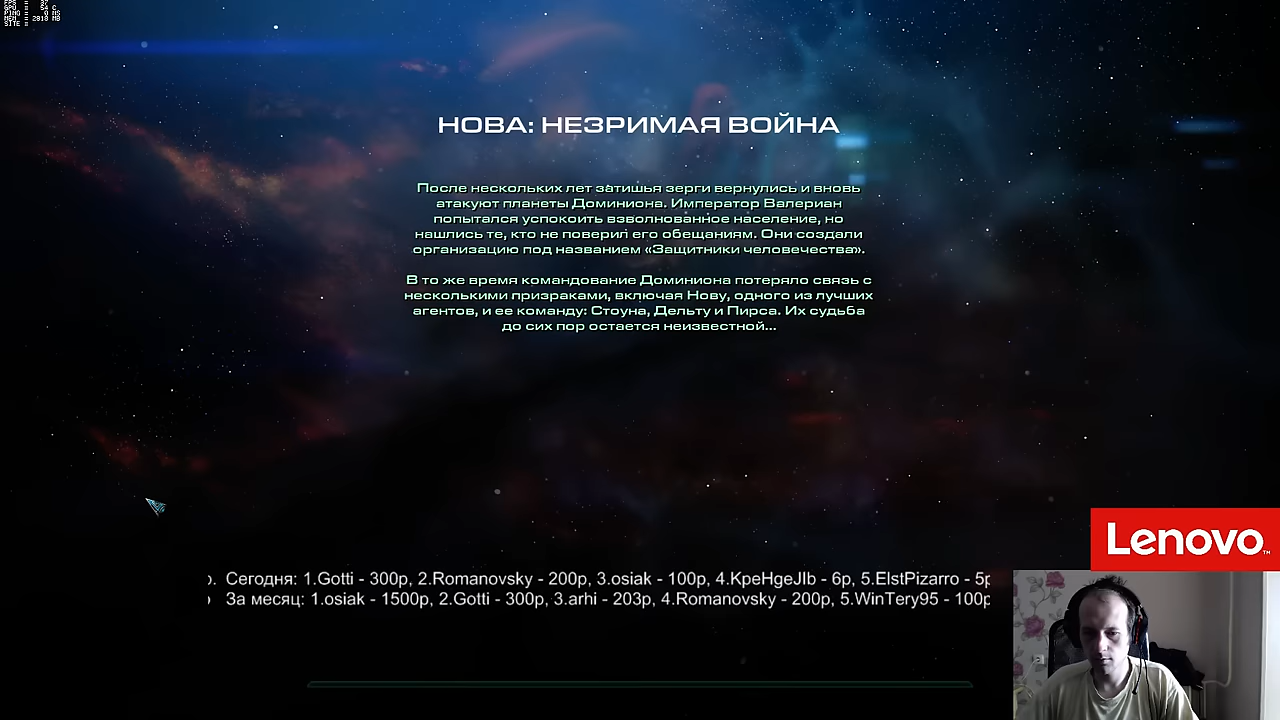 НОВА: НЕЗРИМАЯ ВОЙНА
После нескольких лет затишья зерги вернулись и вновь
атакуют планеты Доминиона. Император Валериан
попытался успокоить взволнованное население, но
нашлись те, кто не поверил его обещаниям. Они создали
организацию под названием «Защитники человечества».
В то же время командование Доминиона потеряло связь с
несколькими призраками, включая Нову, одного из лучших
агентов, и ее команду: Стоуна, Дельту и Пирса. Их судьба
до сих пор остается неизвестной...
Lenovo
Сегодня: 1.Gotti - 300р, 2.Romanovsky - 200р, 3.osiak - 100р, 4.KpeHgeJIb - 6р, 5.ElstPizarro - 5р
За месяц: 1.osiak - 1500р, 2.Gotti - 300р, 3.arhi - 203р, 4.Romanovsky - 200р, 5.WinTery95 - 100р